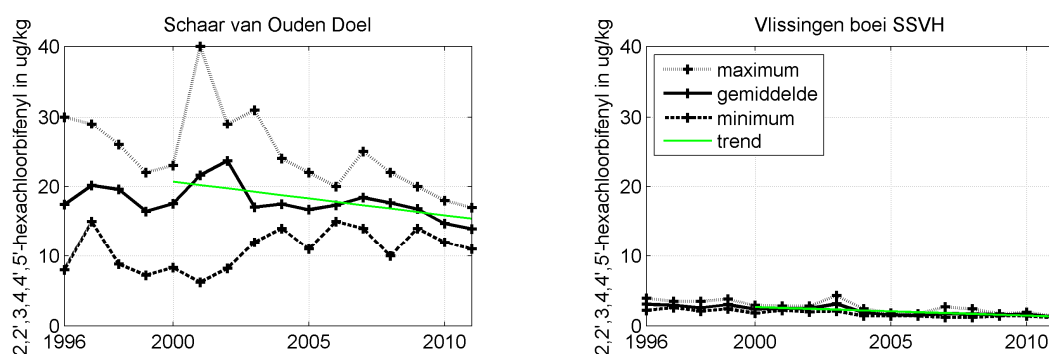 Schaar van Ouden Doel
2,2',3,4,4',5'-hexachloorbifenyl in ug/kg
40
30
20
10
0
1996
2000
2005
2010
Vlissingen boei SSVH
2,2',3,4,4',5'-hexachloorbifenyl in ug/kg
40
30
20
10
0
1996
2000
2005
2010
maximum
gemiddelde
minimum
trend